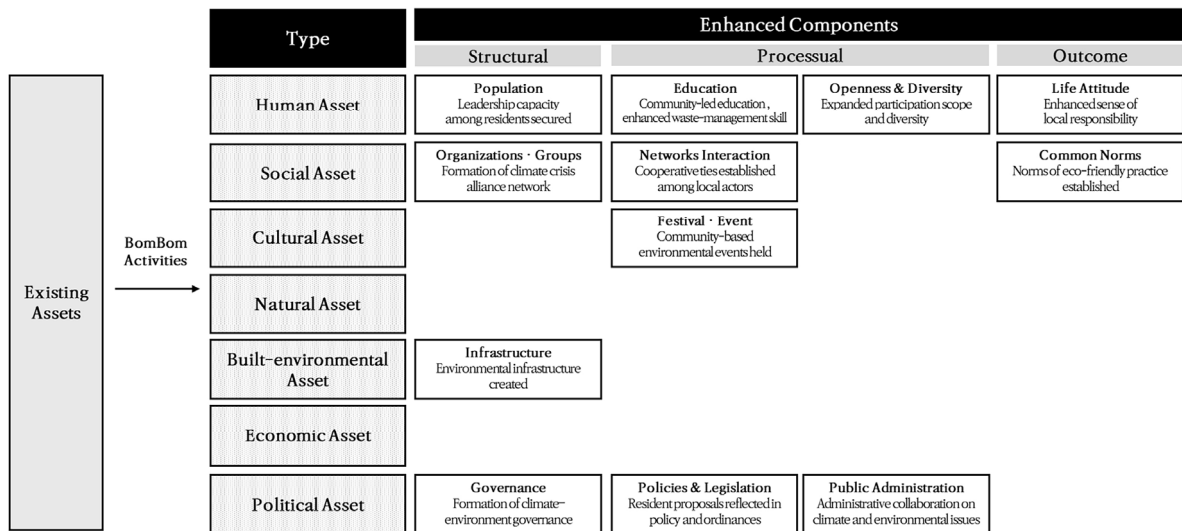 Type
Enhanced Components
Structural
Processual
Outcome
Existing
Assets
BomBom
Activities
Human Asset
Population
Leadership capacity
among residents secured
Education
Community-led education,
enhanced waste-management skill
Openness & Diversity
Expanded participation scope
and diversity
Life Attitude
Enhanced sense of
local responsibility
Social Asset
Organizations · Groups
Formation of climate crisis
alliance network
Networks Interaction
Cooperative ties established
among local actors
Common Norms
Norms of eco-friendly practice
established
Cultural Asset
Festival · Event
Community-based
environmental events held
Natural Asset
Built-environmental
Asset
Infrastructure
Environmental infrastructure
created
Economic Asset
Political Asset
Governance
Formation of climate-
environment governance
Policies & Legislation
Resident proposals reflected in
policy and ordinances
Public Administration
Administrative collaboration on
climate and environmental issues